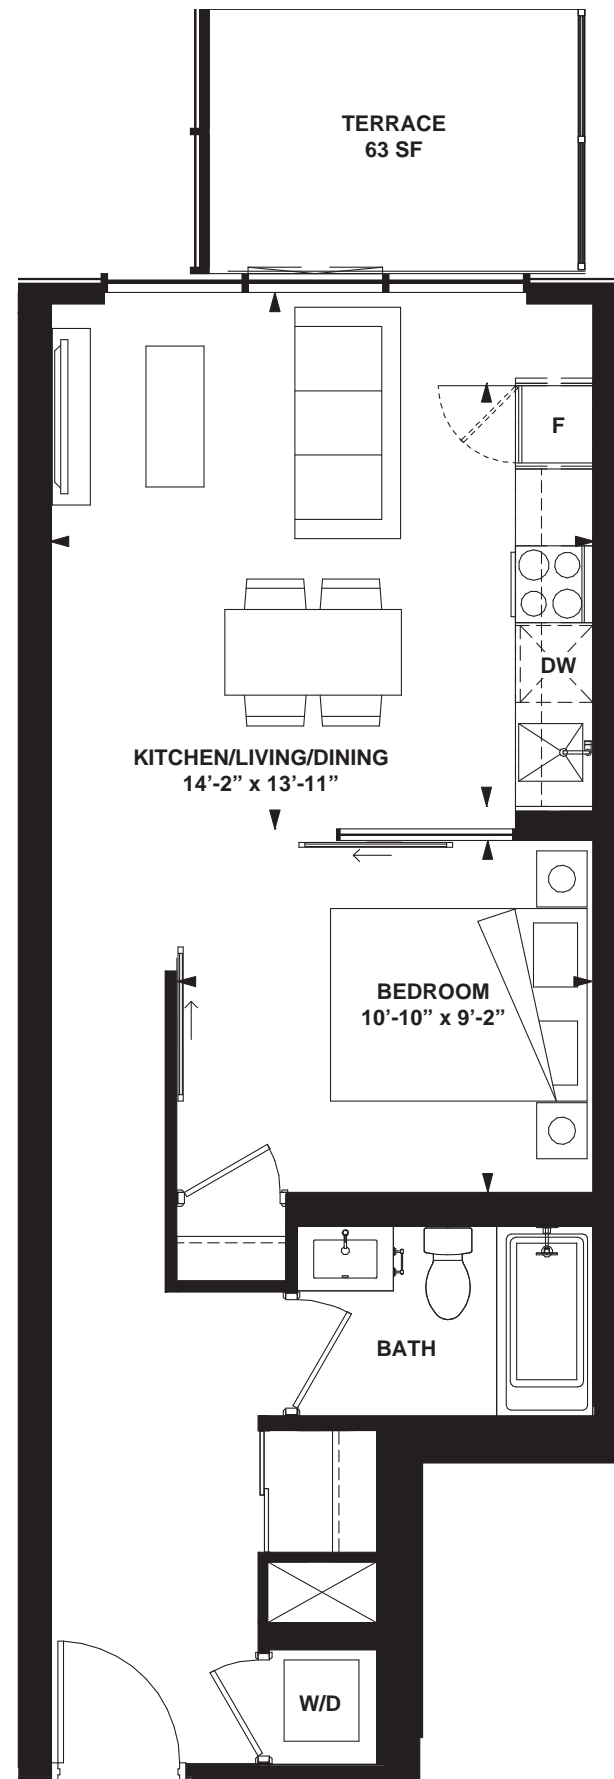 TERRACE
63 SF
F
DW
KITCHEN/LIVING/DINING
14’-2” x 13’-11”
BEDROOM
10’-10” x 9’-2”
BATH
W/D